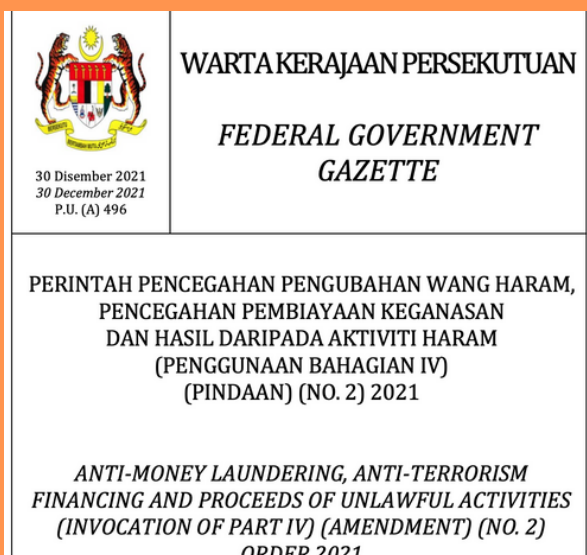 WARTA KERAJAAN PERSEKUTUAN
FEDERAL GOVERNMENT
GAZETTE
30 Disember 2021
30 December 2021
P.U. (A) 496
PERINTAH PENCEGAHAN PENGUBAHAN WANG HARAM,
PENCEGAHAN PEMBIAYAAN KEGANASAN
DAN HASIL DARIPADA AKTIVITI HARAM
(PENGGUNAAN BAHAGIAN IV)
(PINDAAN) (NO. 2) 2021
ANTI-MONEY LAUNDERING, ANTI-TERRORISM
FINANCING AND PROCEEDS OF UNLAWFUL ACTIVITIES
(INVOCATION OF PART IV) (AMENDMENT) (NO. 2)
ORDER 2021